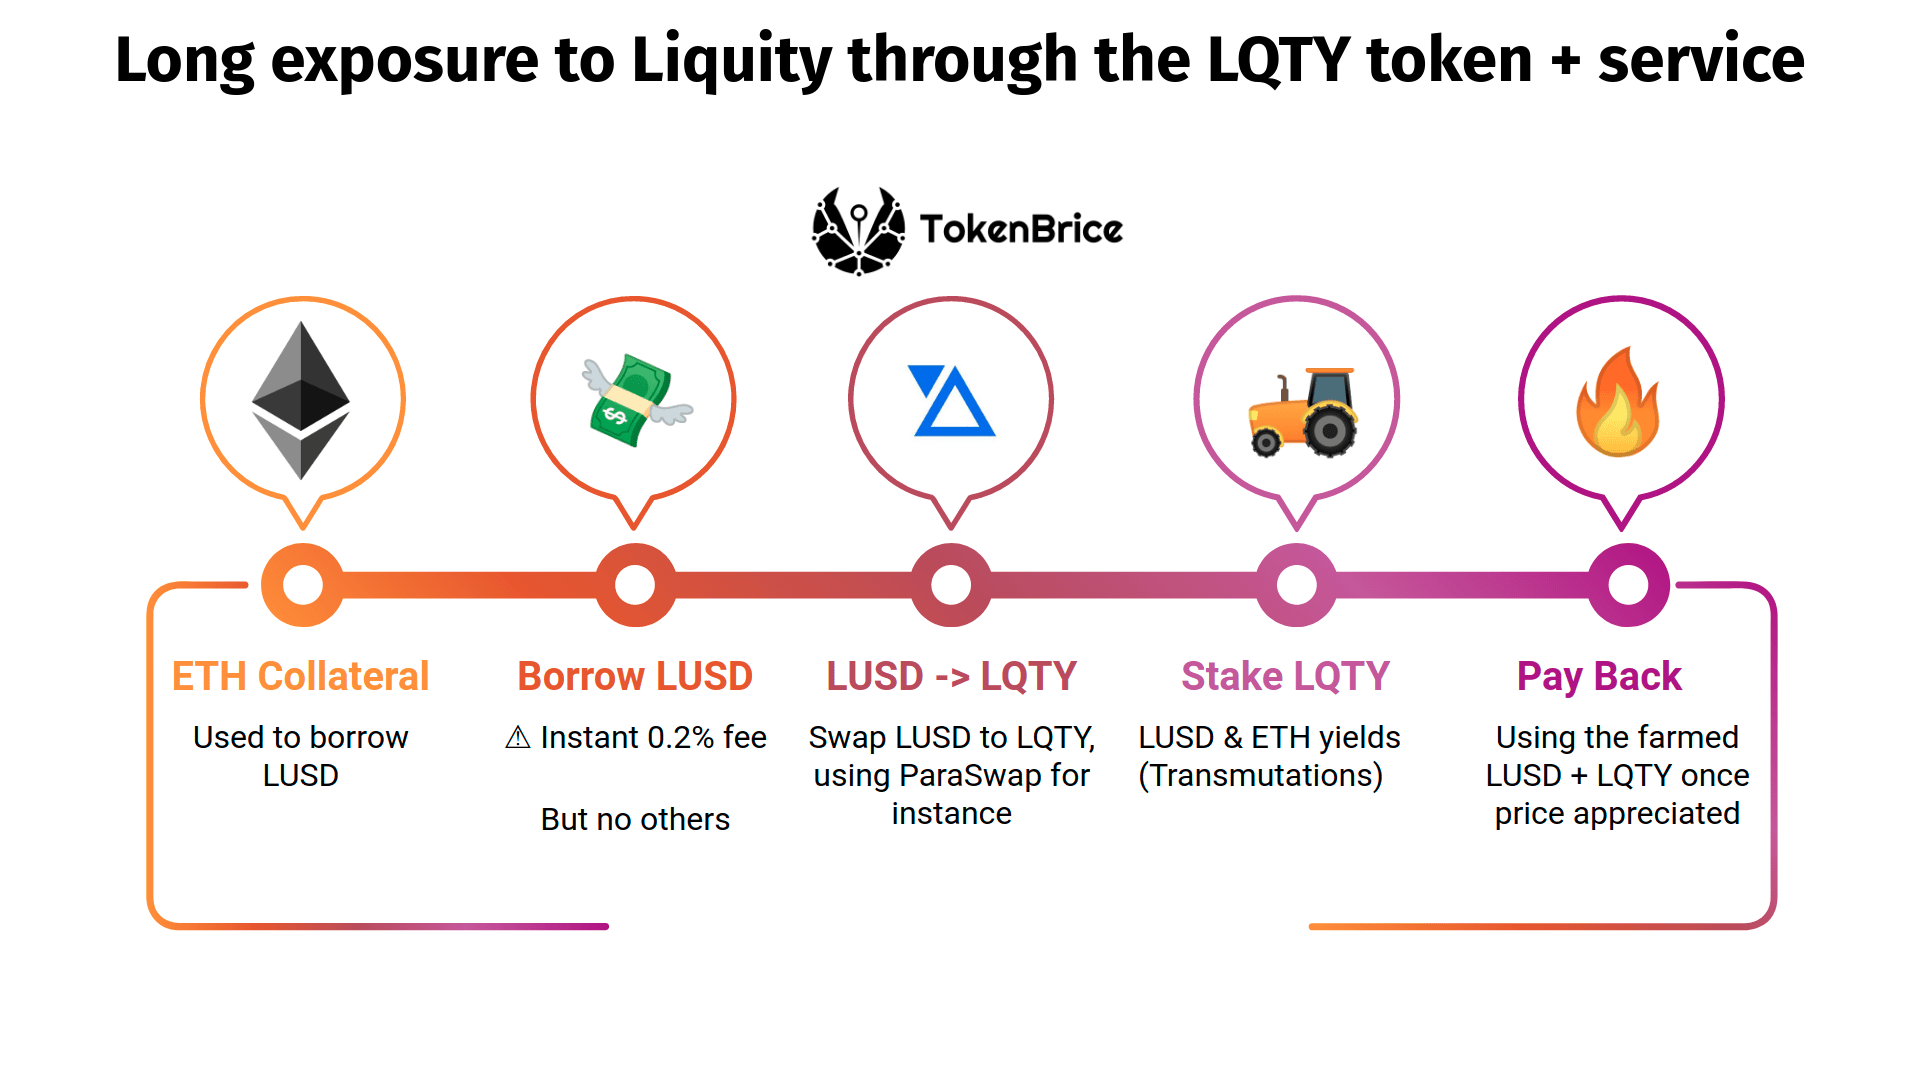 Long exposure to Liquity through the LQTY token + service
TokenBrice
ETH Collateral
Used to borrow
LUSD
Borrow LUSD
⚠ Instant 0.2% fee
But no others
LUSD -> LQTY
Swap LUSD to LQTY,
using ParaSwap for
instance
Stake LQTY
LUSD & ETH yields
(Transmutations)
Pay Back
Using the farmed
LUSD + LQTY once
price appreciated